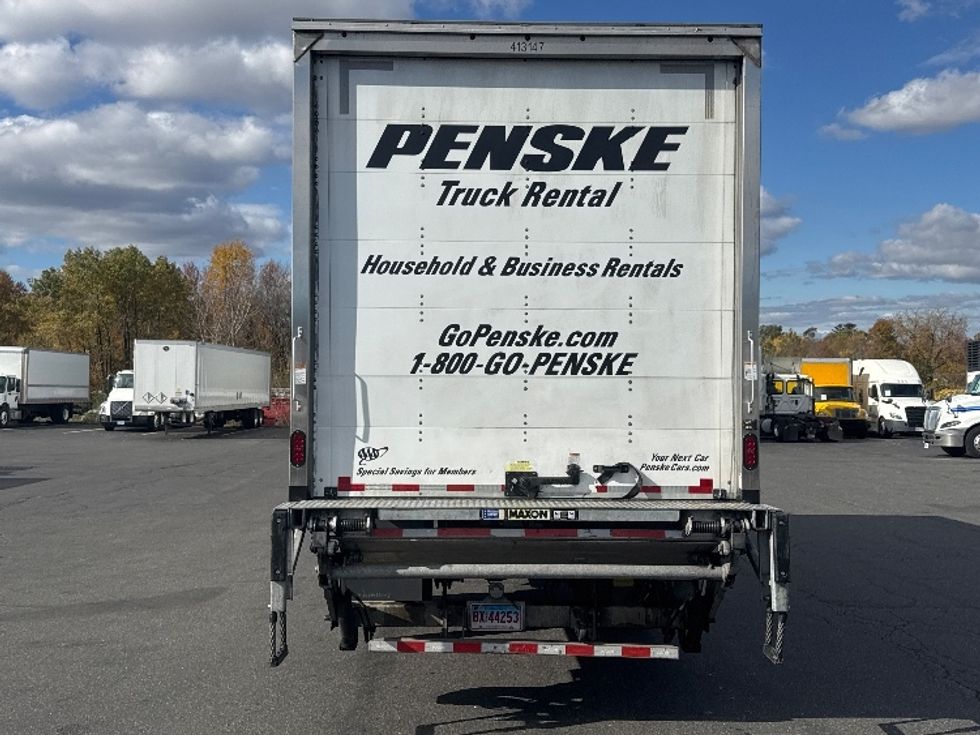 413147
PENSKE
Truck Rental
Household & Business Rentals
GoPenske.com
1-800-GO-PENSKE
AAA
Special Savings for Members
Your Next Car
PenskeCars.com
MAXON
BX 44253